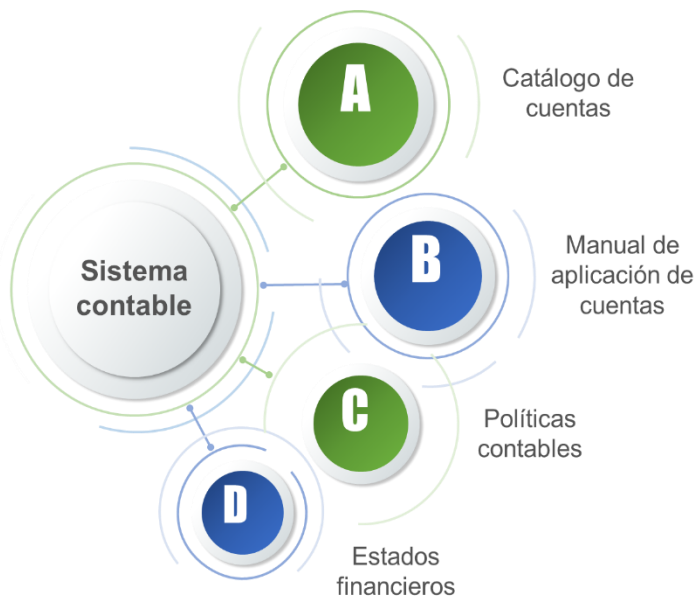 A
Catálogo de
cuentas
Sistema
contable
B
Manual de
aplicación de
cuentas
C
Políticas
contables
D
Estados
financieros